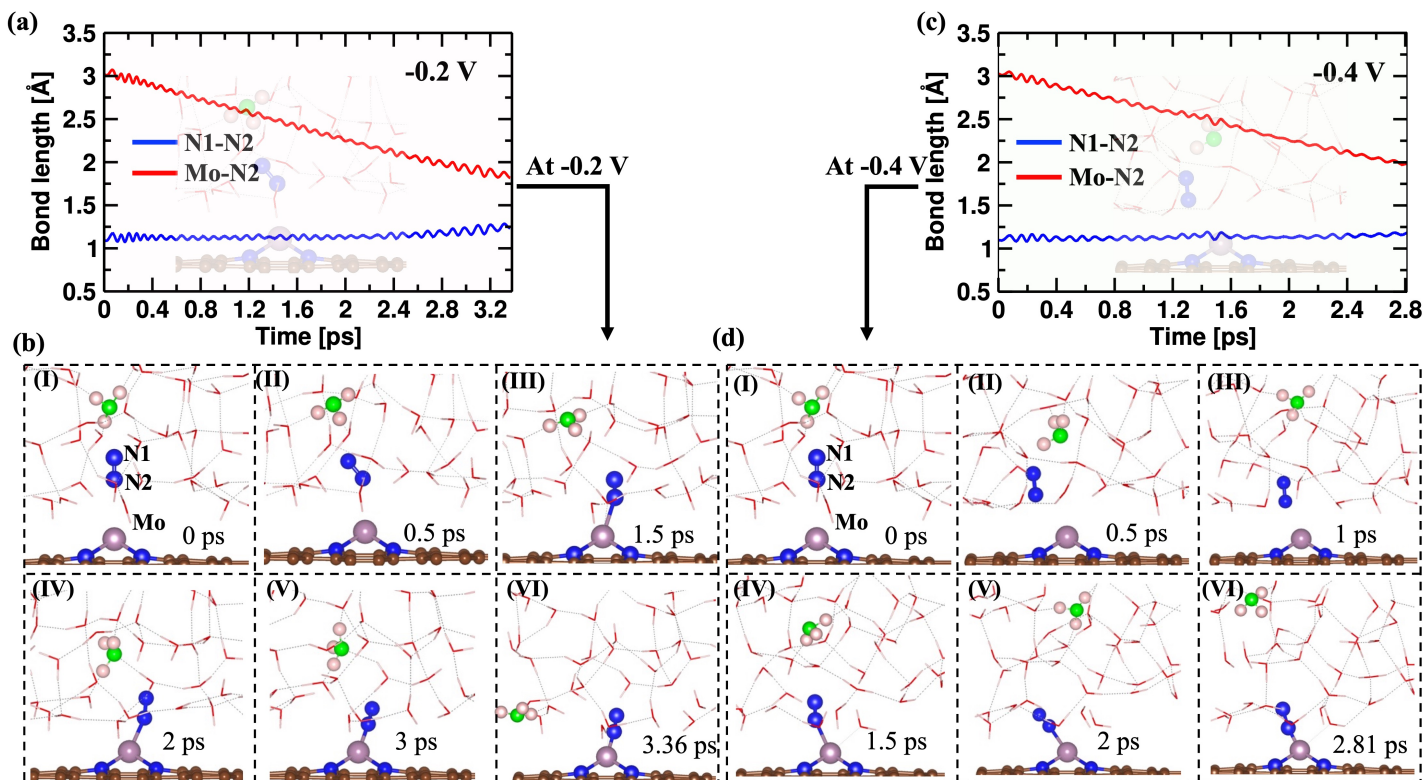 (a)
(c)
3.5
3
2.5
2
1.5
1
0.5
Bond length [Å]
-0.2 V
N1-N2
Mo-N2
0 0.4 0.8 1.2 1.6 2 2.4 2.8 3.2
Time [ps]
At -0.2 V
At -0.4 V
3.5
3
2.5
2
1.5
1
0.5
Bond length [Å]
-0.4 V
N1-N2
Mo-N2
0 0.4 0.8 1.2 1.6 2 2.4 2.8
Time [ps]
(b)
(I)
N1
N2
Mo
0 ps
(II)
0.5 ps
(III)
1.5 ps
(IV)
2 ps
(V)
3 ps
(VI)
3.36 ps
(d)
(I)
N1
N2
Mo
0 ps
(II)
0.5 ps
(III)
1 ps
(IV)
1.5 ps
(V)
2 ps
(VI)
2.81 ps